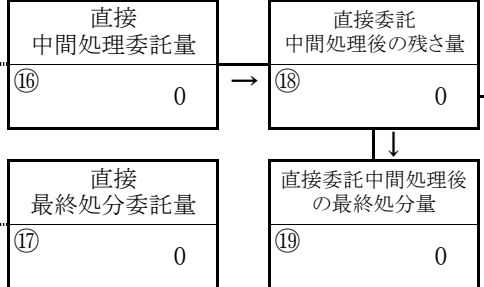 直接
中間処理委託量
⑯
0
→
直接委託
中間処理後の残さ量
⑱
0
↓
直接
最終処分委託量
⑰
0
直接委託中間処理後
の最終処分量
⑲
0